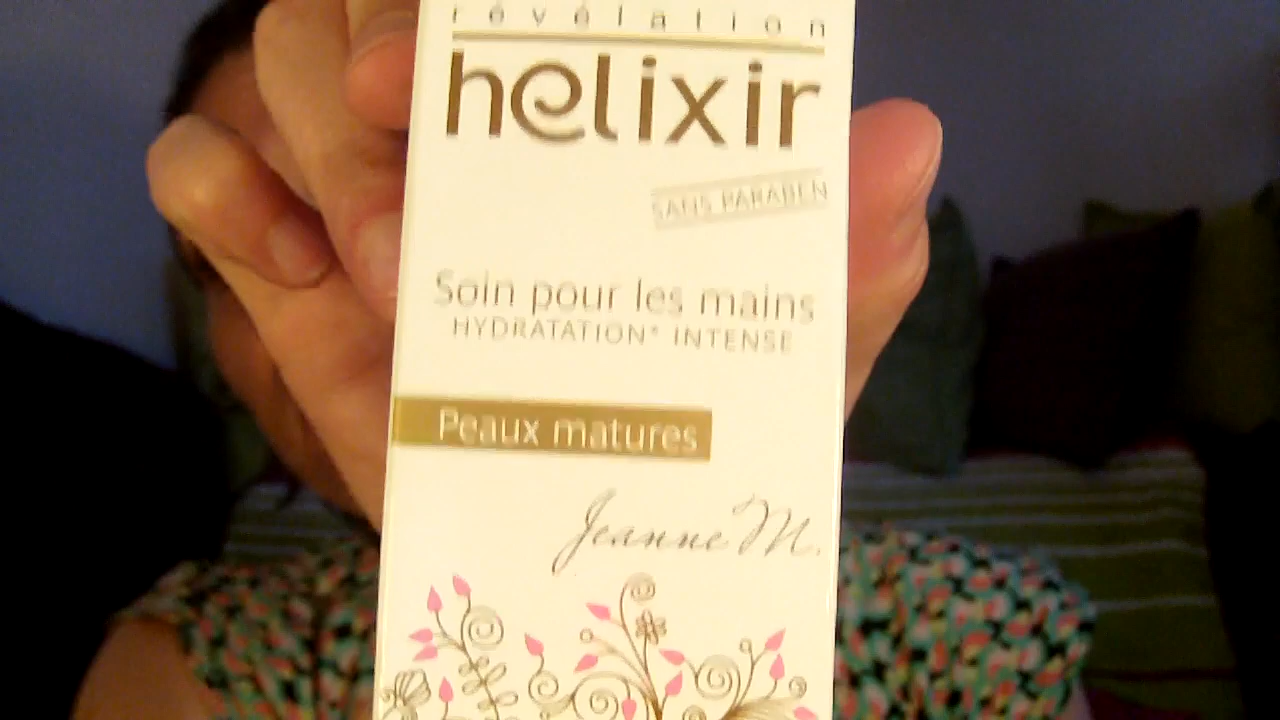 révélation
helixir
SANS PARABEN
Soin pour les mains
HYDRATATION* INTENSE
Peaux matures
Jeanne M.